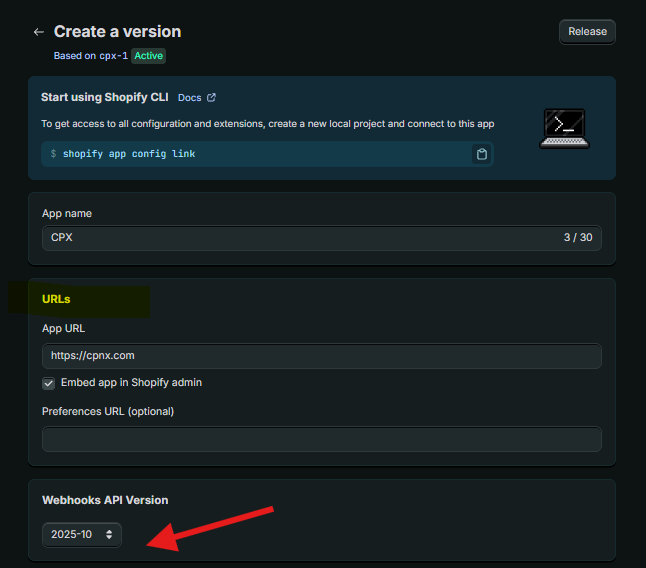 Create a version
Release
Based on cpx-1 Active
Start using Shopify CLI Docs
To get access to all configuration and extensions, create a new local project and connect to this app
$ shopify app config link
App name
CPX 3 / 30
URLs
App URL
https://cpnx.com
Embed app in Shopify admin
Preferences URL (optional)
Webhooks API Version
2025-10